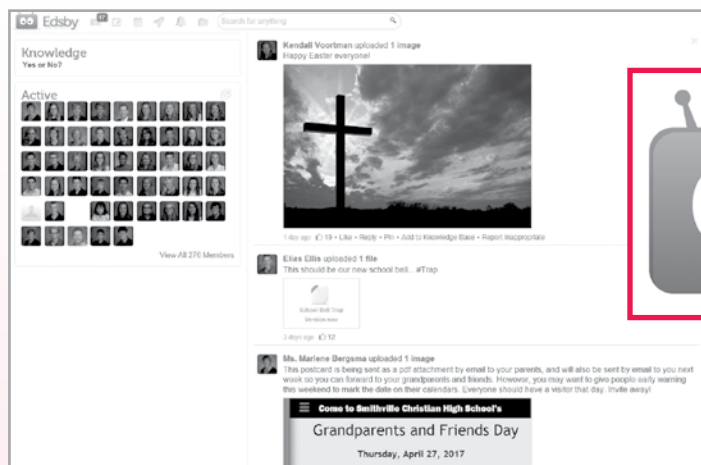 Edsby
17
Search for anything
Knowledge
Yes or No?
Active
View All 270 Members
Kendall Voortman uploaded 1 image
Happy Easter everyone!
1 day ago 19 • Like • Reply • Pin • Add to Knowledge Base • Report Inappropriate
Elias Ellis uploaded 1 file
This should be our new school bell... #Trap
School Bell Trap
3 days ago 12
Ms. Marlene Bergsma uploaded 1 image
This postcard is being sent as a pdf attachment by email to your parents, and will also be sent by email to you next
week so you can forward to your grandparents and friends. However, you may want to give people early warning
this weekend to mark the date on their calendars. Everyone should have a visitor that day. Invite away!
Come to Smithville Christian High School's
Grandparents and Friends Day
Thursday, April 27, 2017